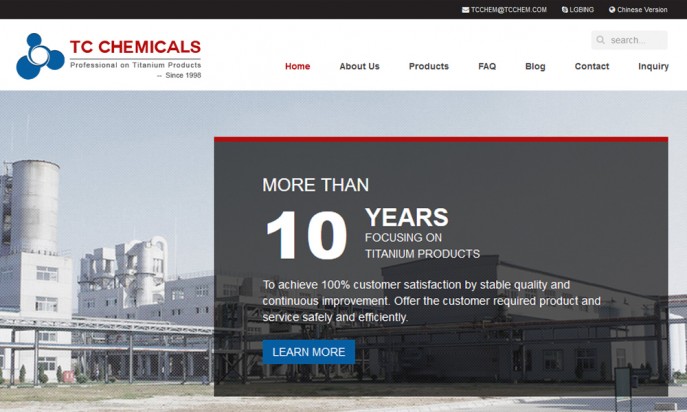 TCCHEM@TCCHEM.COM LGBING Chinese Version
TC CHEMICALS
Professional on Titanium Products
-- Since 1998
search...
Home About Us Products FAQ Blog Contact Inquiry
MORE THAN
10 YEARS
FOCUSING ON
TITANIUM PRODUCTS
To achieve 100% customer satisfaction by stable quality and
continuous improvement. Offer the customer required product and
service safely and efficiently.
LEARN MORE